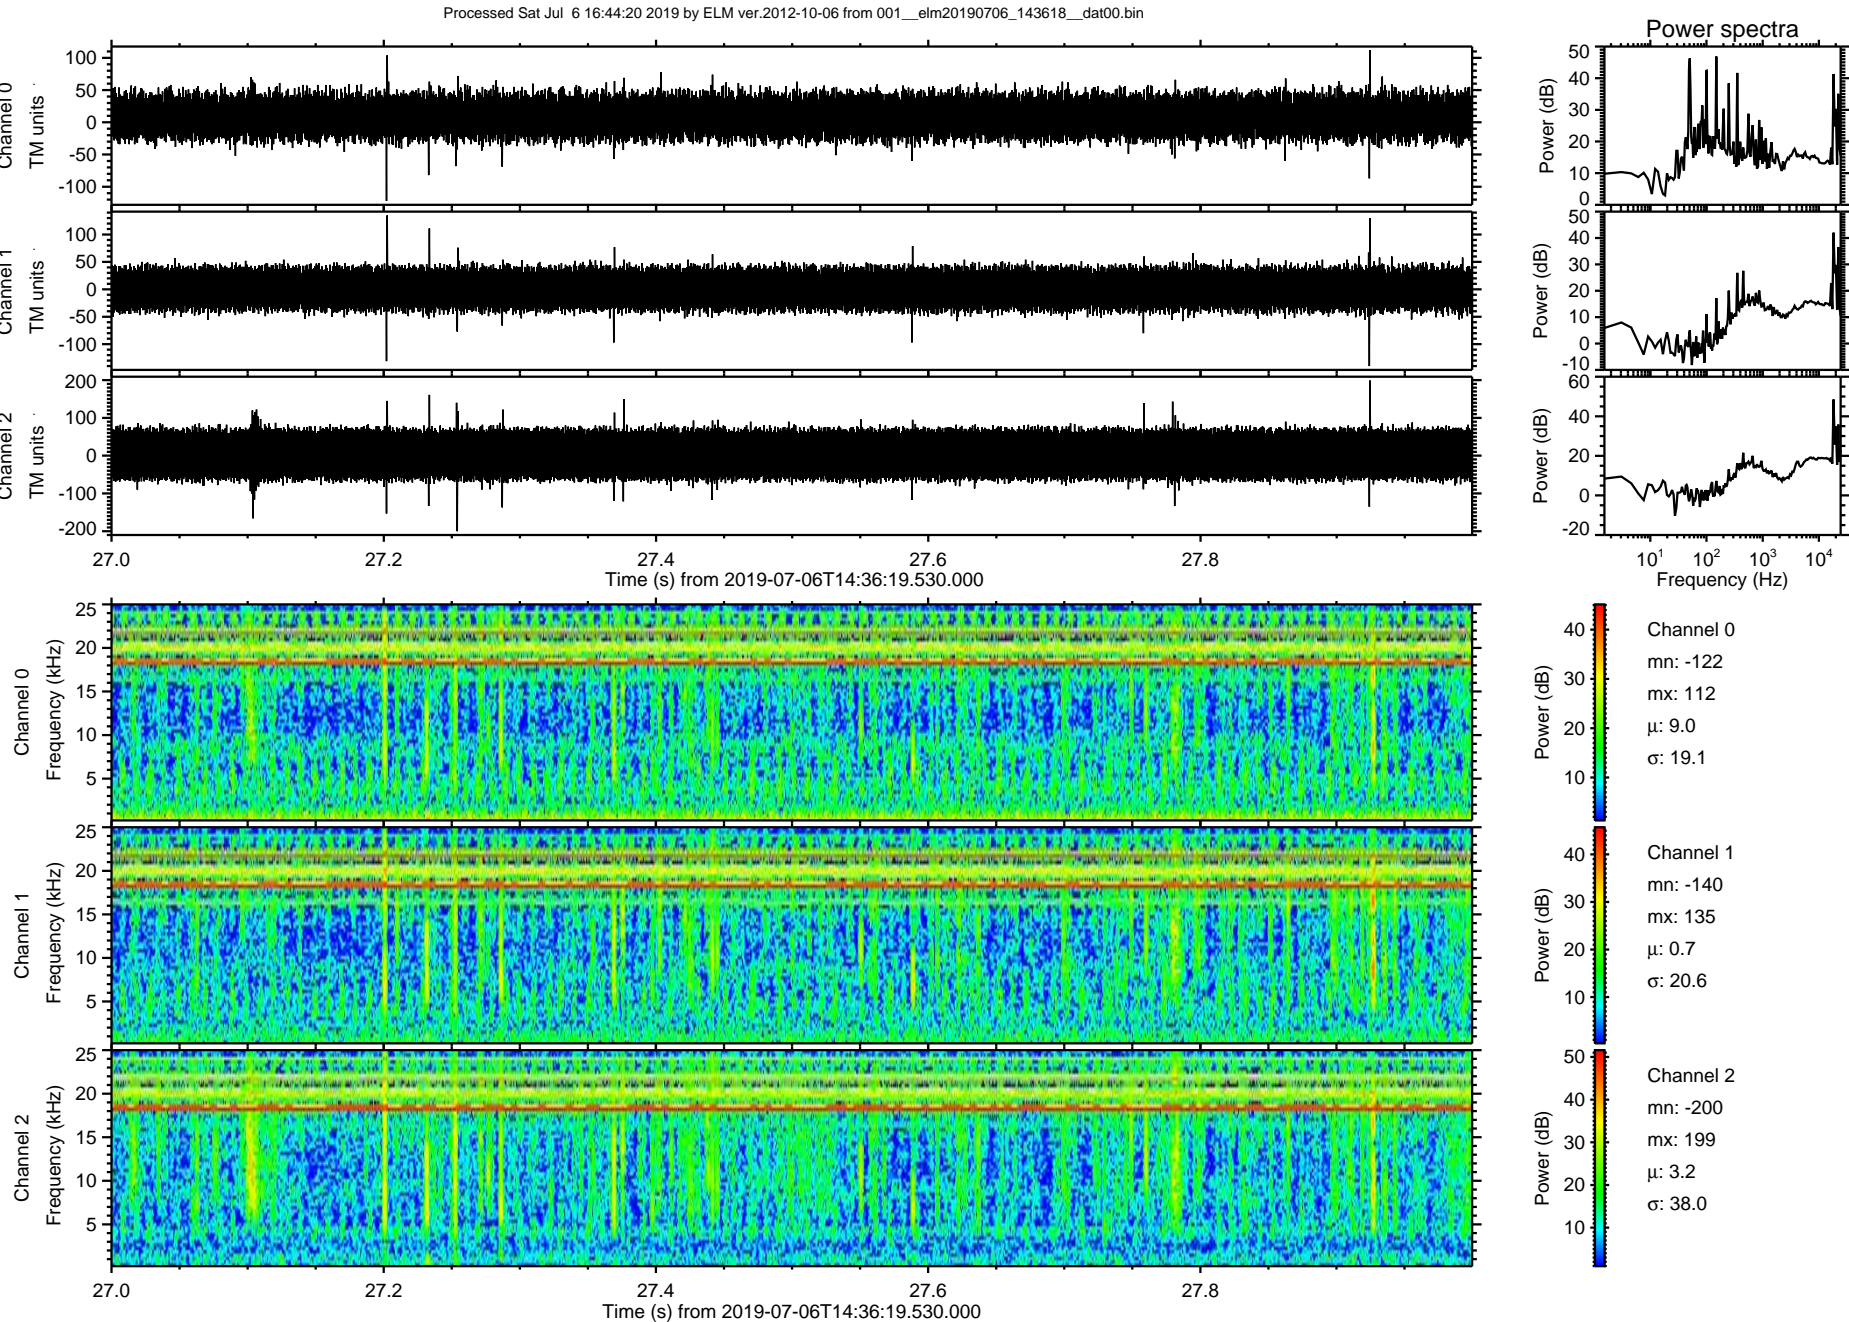 Processed Sat Jul  6 16:44:20 2019 by ELM ver.2012-10-06 from 001__elm20190706_143618__dat00.bin
Power spectra
Channel 0
TM units
100
50
0
-50
-100
Power (dB)
50
40
30
20
10
0
Channel 1
TM units
100
50
0
-50
-100
Power (dB)
50
40
30
20
10
0
-10
Channel 2
TM units
200
100
0
-100
-200
Power (dB)
60
40
20
0
-20
27.0 27.2 27.4 27.6 27.8
Time (s) from 2019-07-06T14:36:19.530.000
10¹ 10² 10³ 10⁴
Frequency (Hz)
Channel 0
Frequency (kHz)
25
20
15
10
5
Power (dB)
40
30
20
10
Channel 0
mn: -122
mx: 112
μ: 9.0
σ: 19.1
Channel 1
Frequency (kHz)
25
20
15
10
5
Power (dB)
40
30
20
10
Channel 1
mn: -140
mx: 135
μ: 0.7
σ: 20.6
Channel 2
Frequency (kHz)
25
20
15
10
5
Power (dB)
50
40
30
20
10
Channel 2
mn: -200
mx: 199
μ: 3.2
σ: 38.0
27.0 27.2 27.4 27.6 27.8
Time (s) from 2019-07-06T14:36:19.530.000